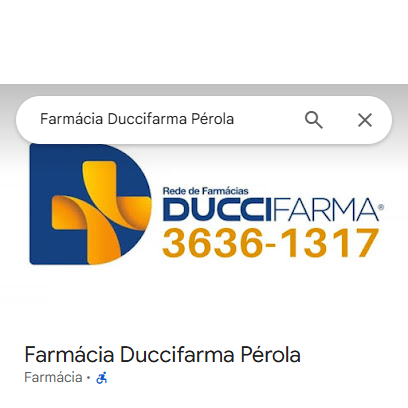 Farmácia Duccifarma Pérola
Rede de Farmácias
DUCCIFARMA®
3636-1317
Farmácia Duccifarma Pérola
Farmácia ·